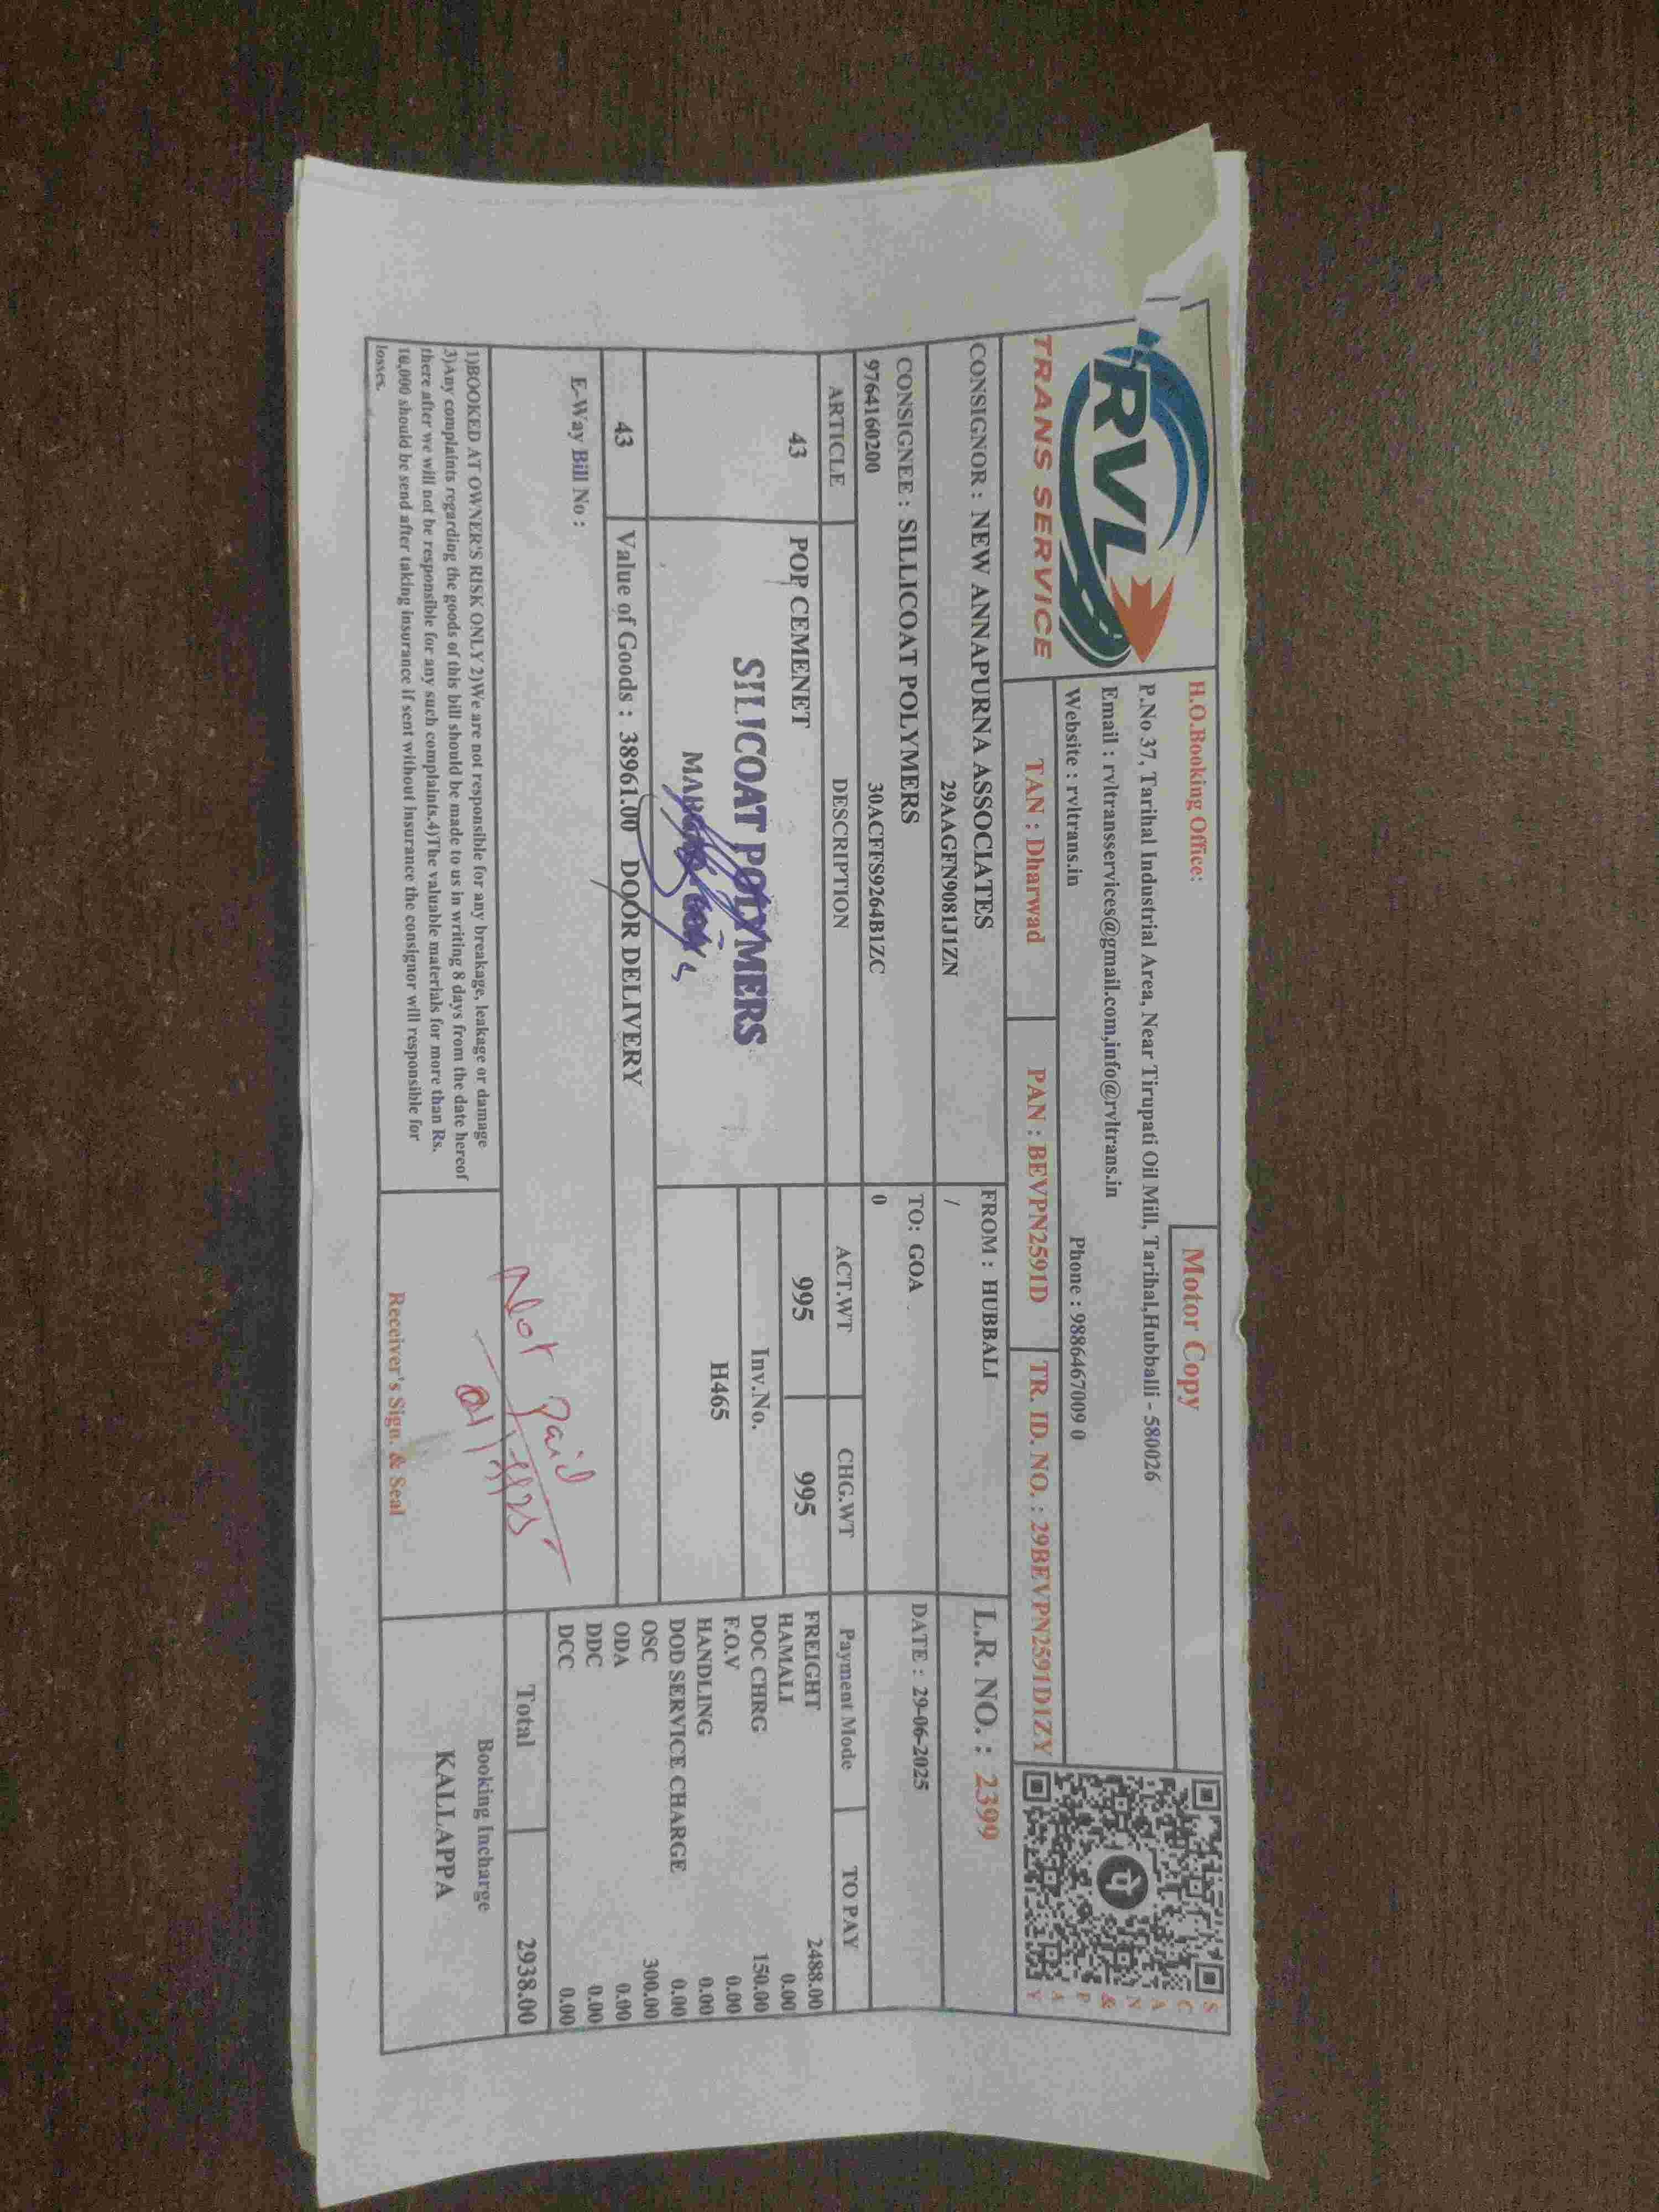 RVL
TRANS SERVICE
Motor Copy
H.O.Booking Office:
P.No 37, Tarihal Industrial Area, Near Tirupati Oil Mill, Tarihal,Hubballi - 580026
Email : rvltransservices@gmail.com,info@rvltrans.in
Website : rvltrans.in Phone : 9886467009 0
SCAN & PAY
TAN : Dharwad PAN : BEVPN2591D TR. ID. NO. : 29BEVPN2591D1ZY
CONSIGNOR : NEW ANNAPURNA ASSOCIATES FROM : HUBBALI L.R. NO. : 2399
29AAGFN9081J1ZN /
CONSIGNEE : SILLICOAT POLYMERS TO: GOA DATE : 29-06-2025
9764160200 30ACFFS9264B1ZC 0
ARTICLE DESCRIPTION ACT.WT CHG.WT Payment Mode TO PAY
43 POP CEMENET 995 995
FREIGHT 2488.00
HAMALI 0.00
Inv.No. DOC CHRG 150.00
SILICOAT POLYMERS
F.O.V 0.00
H465 HANDLING 0.00
DOD SERVICE CHARGE 0.00
OSC 300.00
43 Value of Goods : 38961.00 DOOR DELIVERY
ODA 0.00
DDC 0.00
E-Way Bill No : DCC 0.00
Not paid
Total 2938.00
1)BOOKED AT OWNER'S RISK ONLY 2)We are not responsible for any breakage, leakage or damage
3)Any complaints regarding the goods of this bill should be made to us in writing 8 days from the date hereof
there after we will not be responsible for any such complaints.4)The valuable materials for more than Rs.
10,000 should be send after taking insurance if sent without insurance the consignor will responsible for
loses.
Receiver's Sign. & Seal
Booking Incharge
KALLAPPA